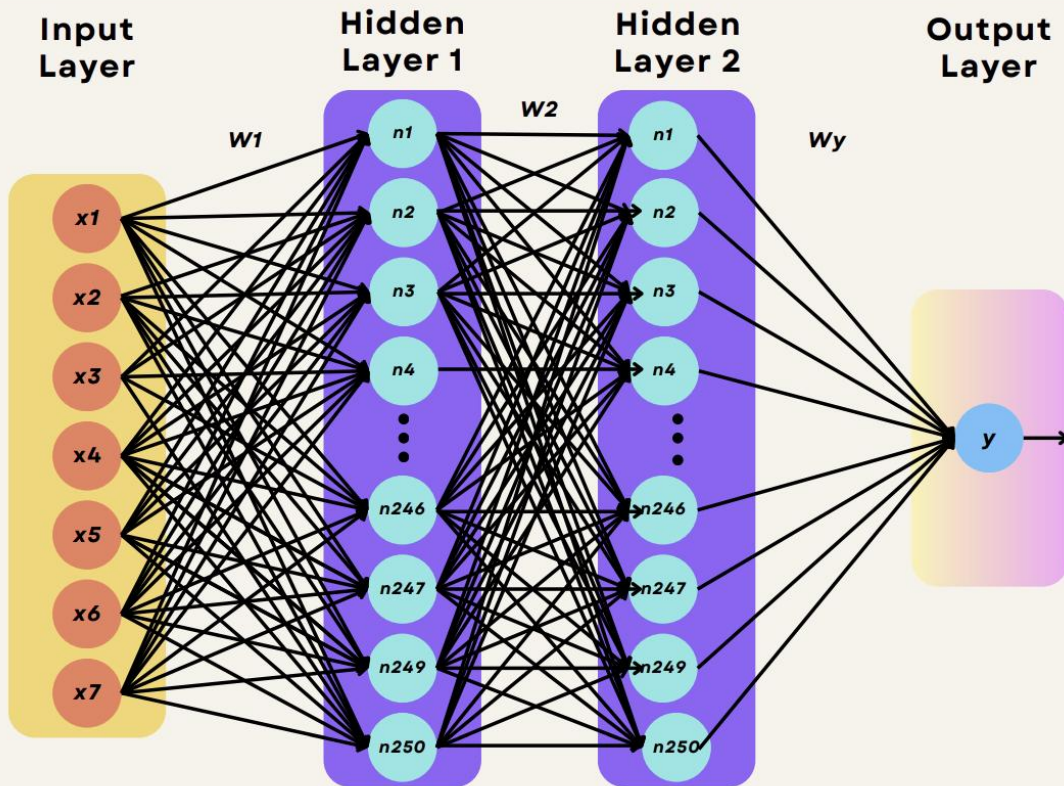 Input
Layer
Hidden
Layer 1
Hidden
Layer 2
Output
Layer
W1
W2
Wy
x1
x2
x3
x4
x5
x6
x7
n1
n2
n3
n4
n246
n247
n249
n250
n1
n2
n3
n4
n246
n247
n249
n250
y